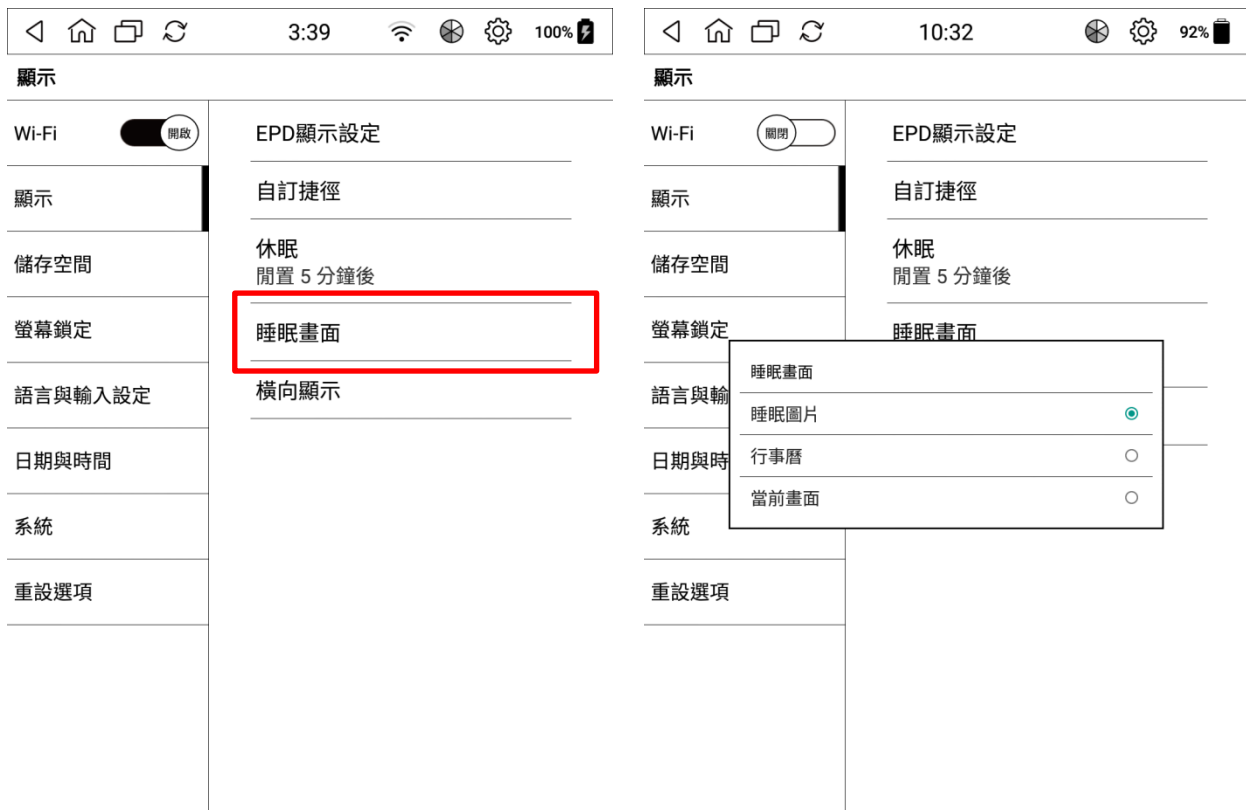 3:39
100%
顯示
Wi-Fi
開啟
顯示
儲存空間
螢幕鎖定
語言與輸入設定
日期與時間
系統
重設選項
EPD顯示設定
自訂捷徑
休眠
閒置 5 分鐘後
睡眠畫面
橫向顯示
10:32
92%
顯示
Wi-Fi
關閉
顯示
儲存空間
螢幕鎖定
語言與輸
日期與時
系統
重設選項
EPD顯示設定
自訂捷徑
休眠
閒置 5 分鐘後
睡眠畫面
睡眠畫面
睡眠圖片
行事曆
當前畫面